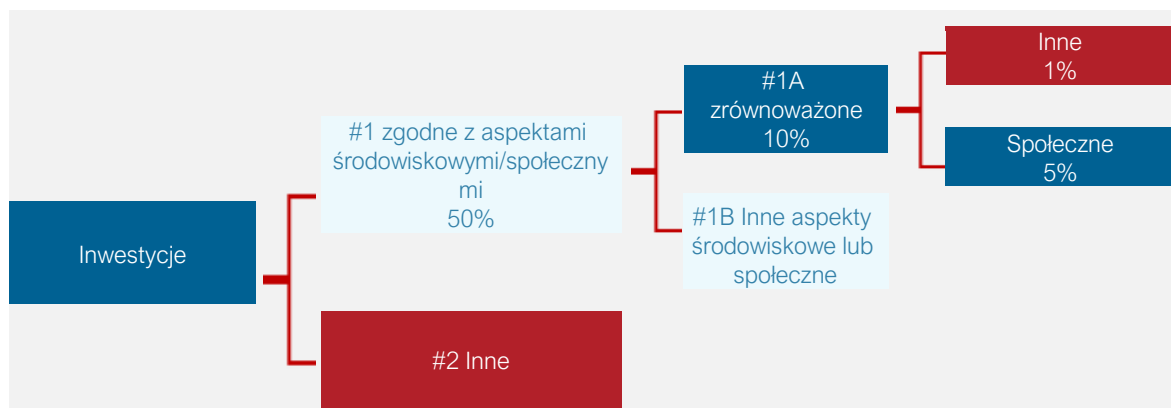 Inwestycje
#1 zgodne z aspektami
środowiskowymi/społeczny
mi
50%
#2 Inne
#1A
zrównoważone
10%
#1B Inne aspekty
środowiskowe lub
społeczne
Inne
1%
Społeczne
5%